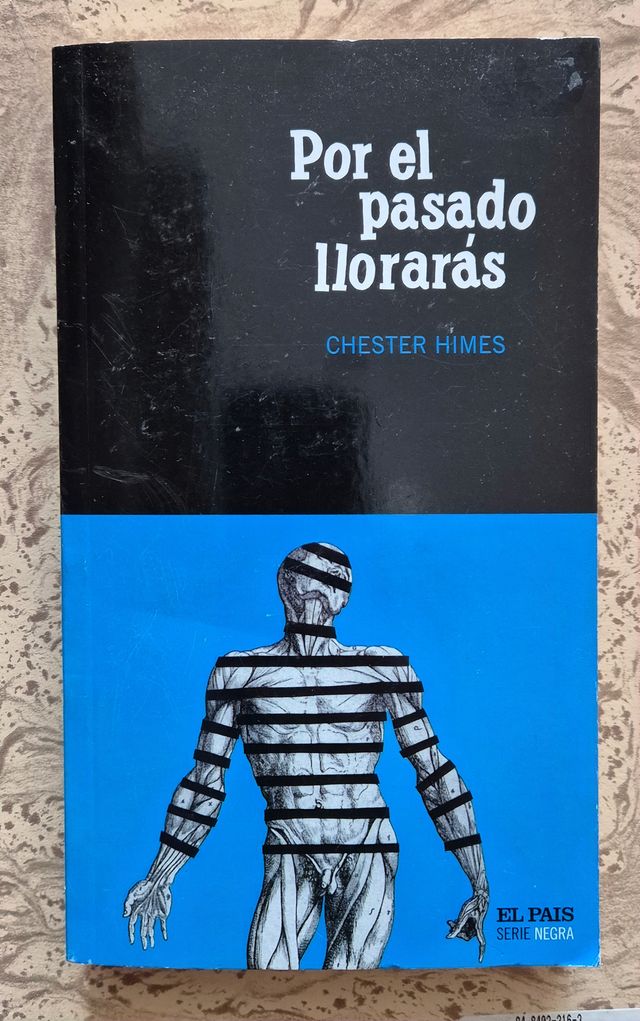 Por el
pasado
llorarás
CHESTER HIMES
EL PAIS
SERIE NEGRA